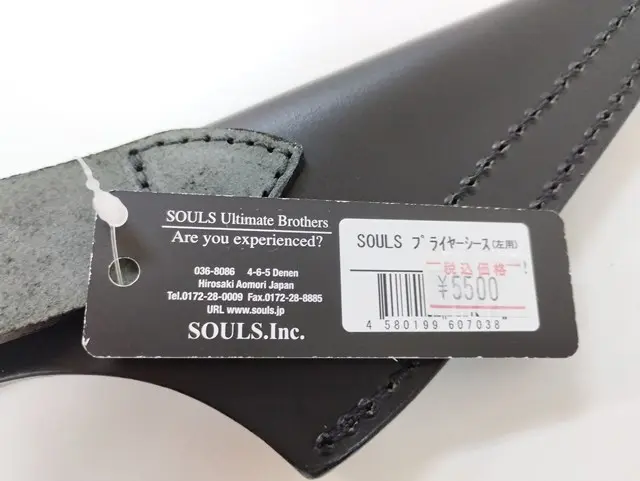 SOULS Ultimate Brothers
Are you experienced?
036-8086 4-6-5 Denen
Hirosaki Aomori Japan
Tel.0172-28-0009 Fax.0172-28-8885
URL www.souls.jp
SOULS.Inc.
SOULS プライヤーシース(左用)
税込価格!
¥5500
4 580199 607038